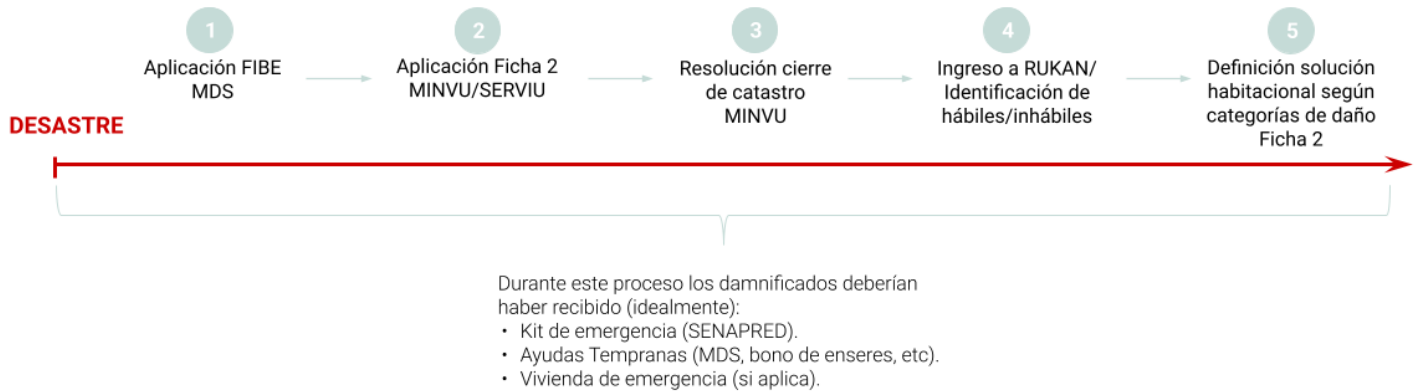 1
Aplicación FIBE
MDS
2
Aplicación Ficha 2
MINVU/SERVIU
3
Resolución cierre
de catastro
MINVU
4
Ingreso a RUKAN/
Identificación de
hábiles/inhábiles
5
Definición solución
habitacional según
categorías de daño
Ficha 2
DESASTRE
Durante este proceso los damnificados deberían
haber recibido (idealmente):
• Kit de emergencia (SENAPRED).
• Ayudas Tempranas (MDS, bono de enseres, etc).
• Vivienda de emergencia (si aplica).